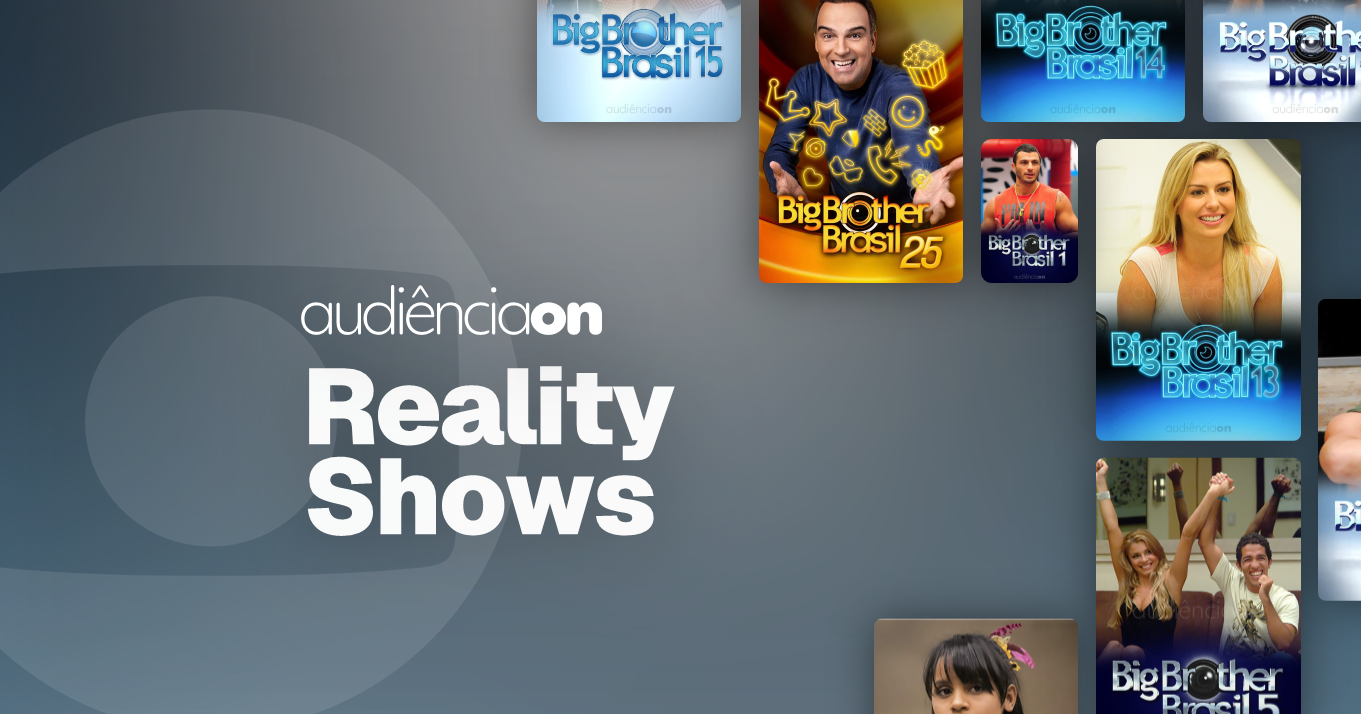 BigBrother
Brasil 15
audiênciaon
BigBrother
Brasil 25
BigBrother
Brasil 14
audiênciaon
BigBrothe
Brasil
audiênciaon
BigBrother
Brasil 1
audiênciaon
BigBrother
Brasil 13
audiênciaon
audiênciaon
Reality
Shows
Bi
BigBrother
Brasil 5